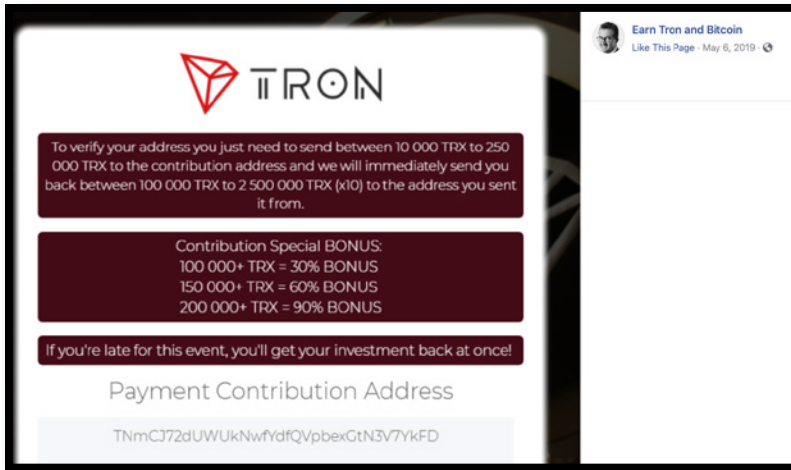 TRON
To verify your address you just need to send between 10 000 TRX to 250
000 TRX to the contribution address and we will immediately send you
back between 100 000 TRX to 2 500 000 TRX (x10) to the address you sent
it from.
Contribution Special BONUS:
100 000+ TRX = 30% BONUS
150 000+ TRX = 60% BONUS
200 000+ TRX = 90% BONUS
If you're late for this event, you'll get your investment back at once!
Payment Contribution Address
TNmCJ72dUWUkNwfYdfQVpbexGtN3V7YkFD
Earn Tron and Bitcoin
Like This Page · May 6, 2019 ·